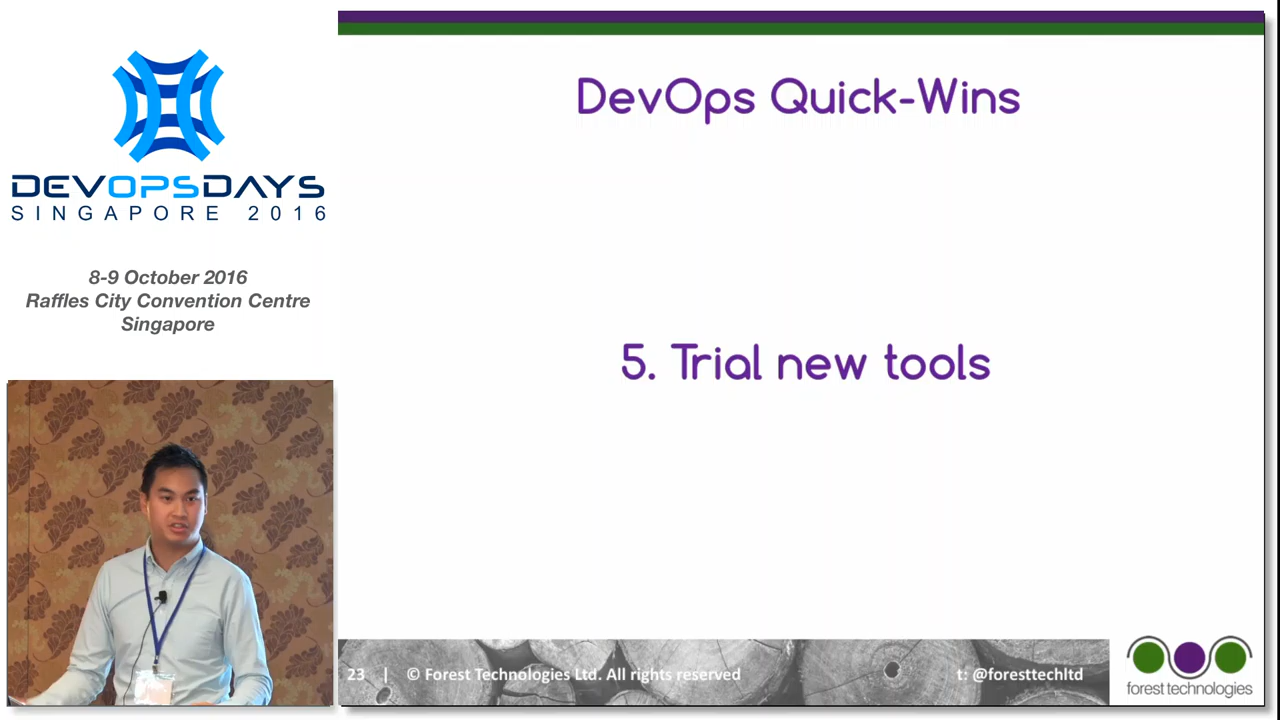 DEVOPSDAYS
SINGAPORE 2016
8-9 October 2016
Raffles City Convention Centre
Singapore
DevOps Quick-Wins
5. Trial new tools
23 | © Forest Technologies Ltd. All rights reserved
t: @foresttechltd
forest technologies